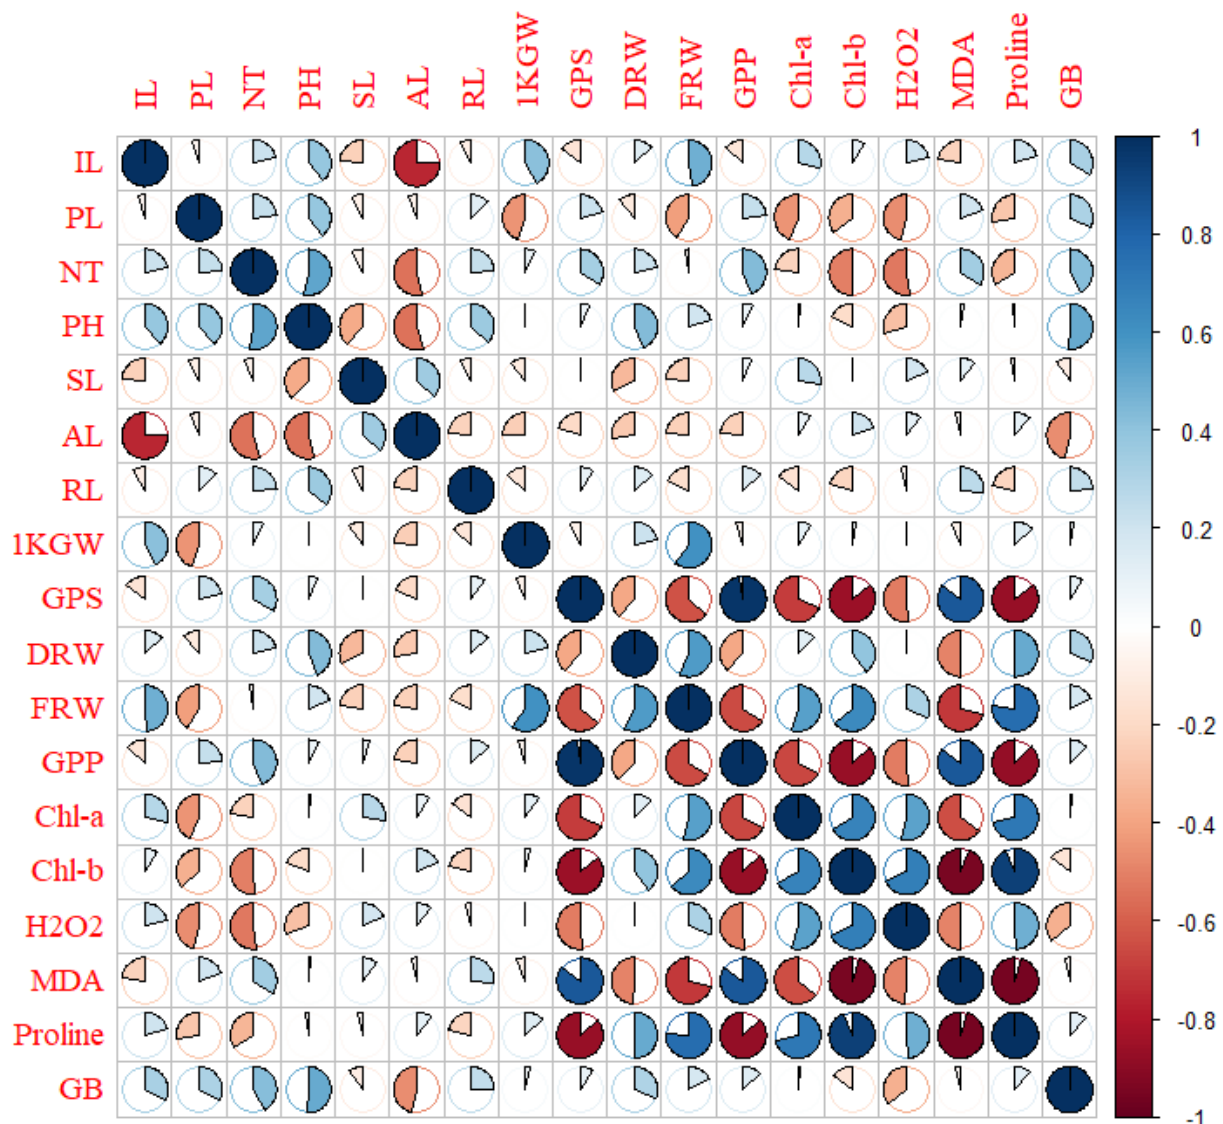 IL PL NT PH SL AL RL 1KGW GPS DRW FRW GPP Chl-a Chl-b H2O2 MDA Proline GB
IL
PL
NT
PH
SL
AL
RL
1KGW
GPS
DRW
FRW
GPP
Chl-a
Chl-b
H2O2
MDA
Proline
GB
1
0.8
0.6
0.4
0.2
0
-0.2
-0.4
-0.6
-0.8
-1